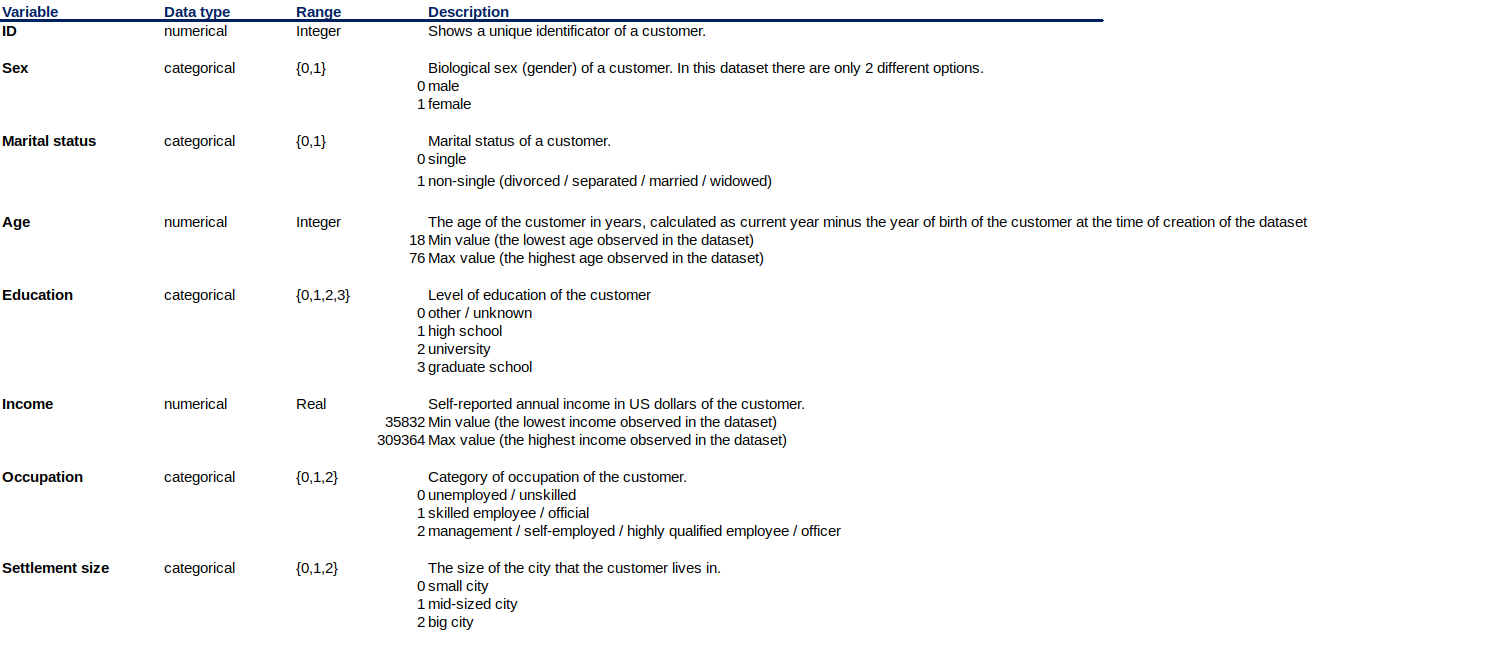 Variable Data type Range Description
ID numerical Integer Shows a unique identificator of a customer.
Sex categorical {0,1} Biological sex (gender) of a customer. In this dataset there are only 2 different options.
0 male
1 female
Marital status categorical {0,1} Marital status of a customer.
0 single
1 non-single (divorced / separated / married / widowed)
Age numerical Integer The age of the customer in years, calculated as current year minus the year of birth of the customer at the time of creation of the dataset
18 Min value (the lowest age observed in the dataset)
76 Max value (the highest age observed in the dataset)
Education categorical {0,1,2,3} Level of education of the customer
0 other / unknown
1 high school
2 university
3 graduate school
Income numerical Real Self-reported annual income in US dollars of the customer.
35832 Min value (the lowest income observed in the dataset)
309364 Max value (the highest income observed in the dataset)
Occupation categorical {0,1,2} Category of occupation of the customer.
0 unemployed / unskilled
1 skilled employee / official
2 management / self-employed / highly qualified employee / officer
Settlement size categorical {0,1,2} The size of the city that the customer lives in.
0 small city
1 mid-sized city
2 big city